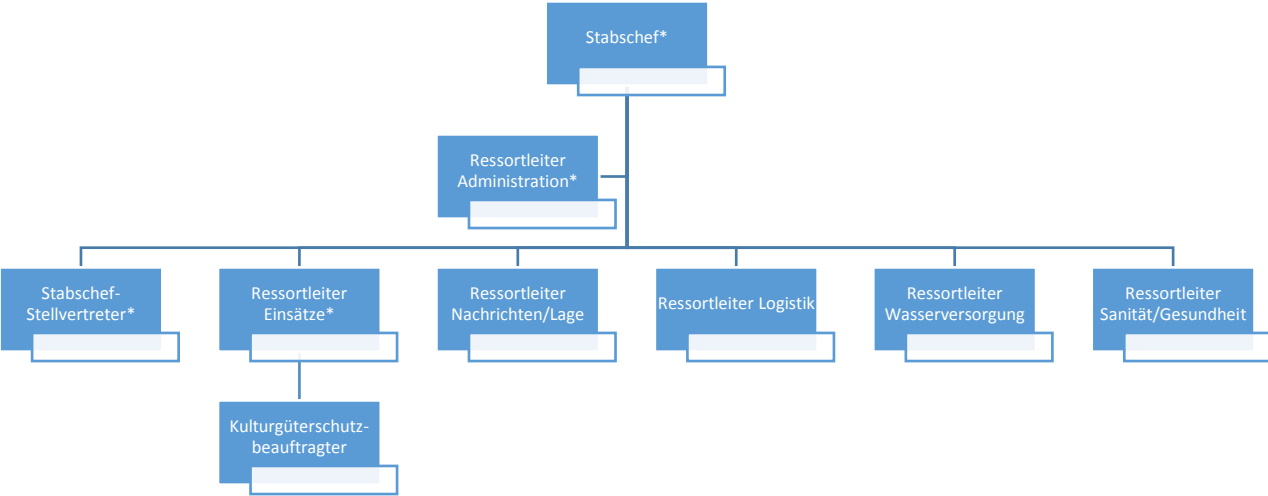 Stabschef*
Ressortleiter
Administration*
Stabschef-
Stellvertreter*
Ressortleiter
Einsätze*
Ressortleiter
Nachrichten/Lage
Ressortleiter Logistik
Ressortleiter
Wasserversorgung
Ressortleiter
Sanität/Gesundheit
Kulturgüterschutz-
beauftragter